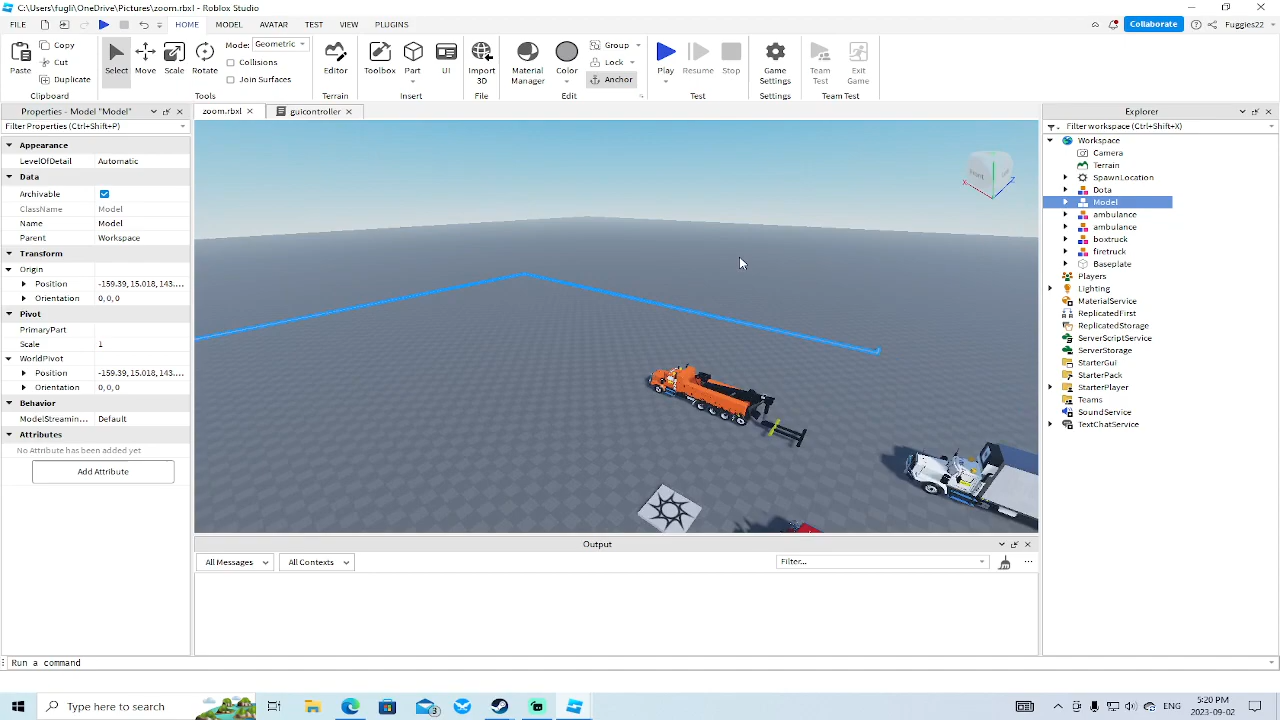 C:\Users\fugli\OneDrive\Pictures\zoom.rbxl - Roblox Studio
FILE HOME MODEL AVATAR TEST VIEW PLUGINS Collaborate Fuggles22
Paste Copy Cut Duplicate
Select Move Scale Rotate
Mode: Geometric
Collisions
Join Surfaces
Editor Toolbox Part UI Import 3D
Material Manager Color Group Lock Anchor
Play Resume Stop Game Settings Team Test Exit Game
Clipboard Tools Terrain Insert File Edit Test Settings Team Test
Properties - Model "Model"
Filter Properties (Ctrl+Shift+P)
Appearance
LevelOfDetail Automatic
Data
Archivable
ClassName Model
Name Model
Parent Workspace
Transform
Origin
Position -159.39, 15.018, 143....
Orientation 0, 0, 0
Pivot
PrimaryPart
Scale 1
WorldPivot
Position -159.39, 15.018, 143....
Orientation 0, 0, 0
Behavior
ModelStreamin... Default
Attributes
No Attribute has been added yet
Add Attribute
zoom.rbxl guicontroller
X Z
Output
All Messages All Contexts Filter...
Explorer
Filter workspace (Ctrl+Shift+X)
Workspace
Camera
Terrain
SpawnLocation
Dota
Model
ambulance
ambulance
boxtruck
firetruck
Baseplate
Players
Lighting
MaterialService
ReplicatedFirst
ReplicatedStorage
ServerScriptService
ServerStorage
StarterGui
StarterPack
StarterPlayer
Teams
SoundService
TextChatService
Run a command
Type here to search
3
ENG
5:20 PM
2023-09-02